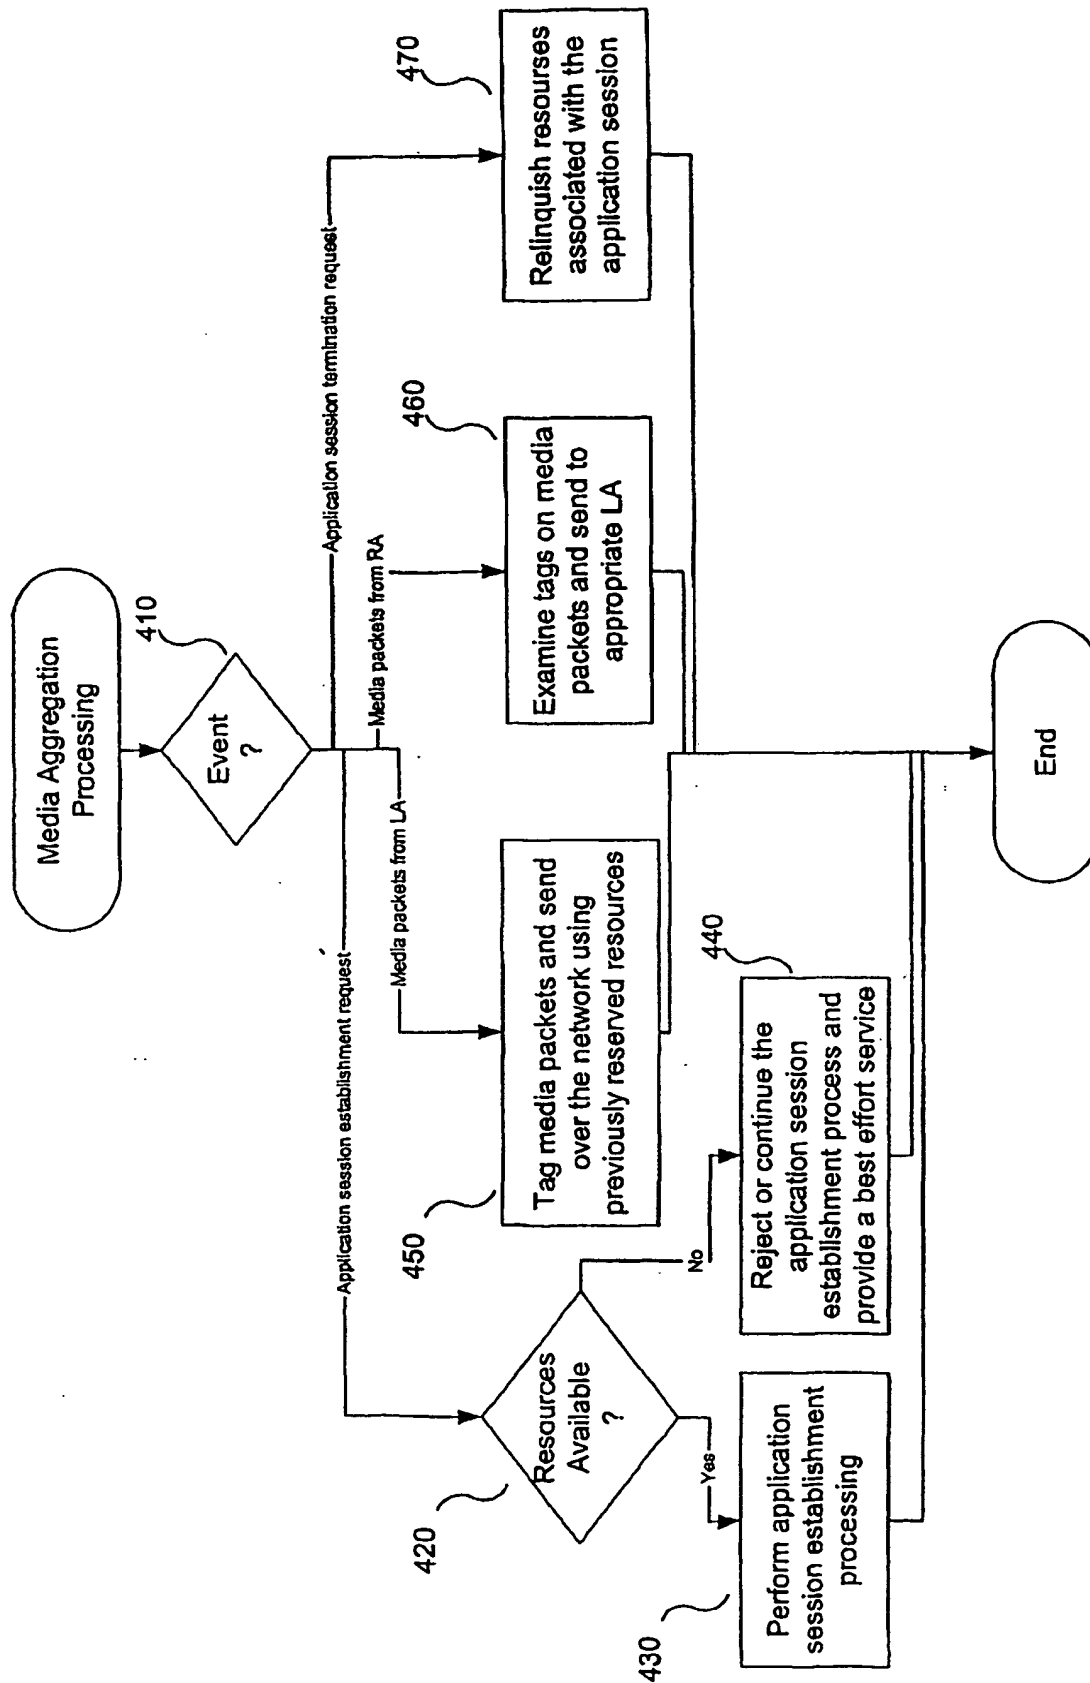 Media Aggregation
Processing
410
Event
?
Application session establishment request
Media packets from LA
Media packets from RA
Application session termination request
420
Resources
Available
?
Yes
No
430
Perform application
session establishment
processing
440
Reject or continue the
application session
establishment process and
provide a best effort service
450
Tag media packets and send
over the network using
previously reserved resources
460
Examine tags on media
packets and send to
appropriate LA
470
Relinquish resourses
associated with the
application session
End